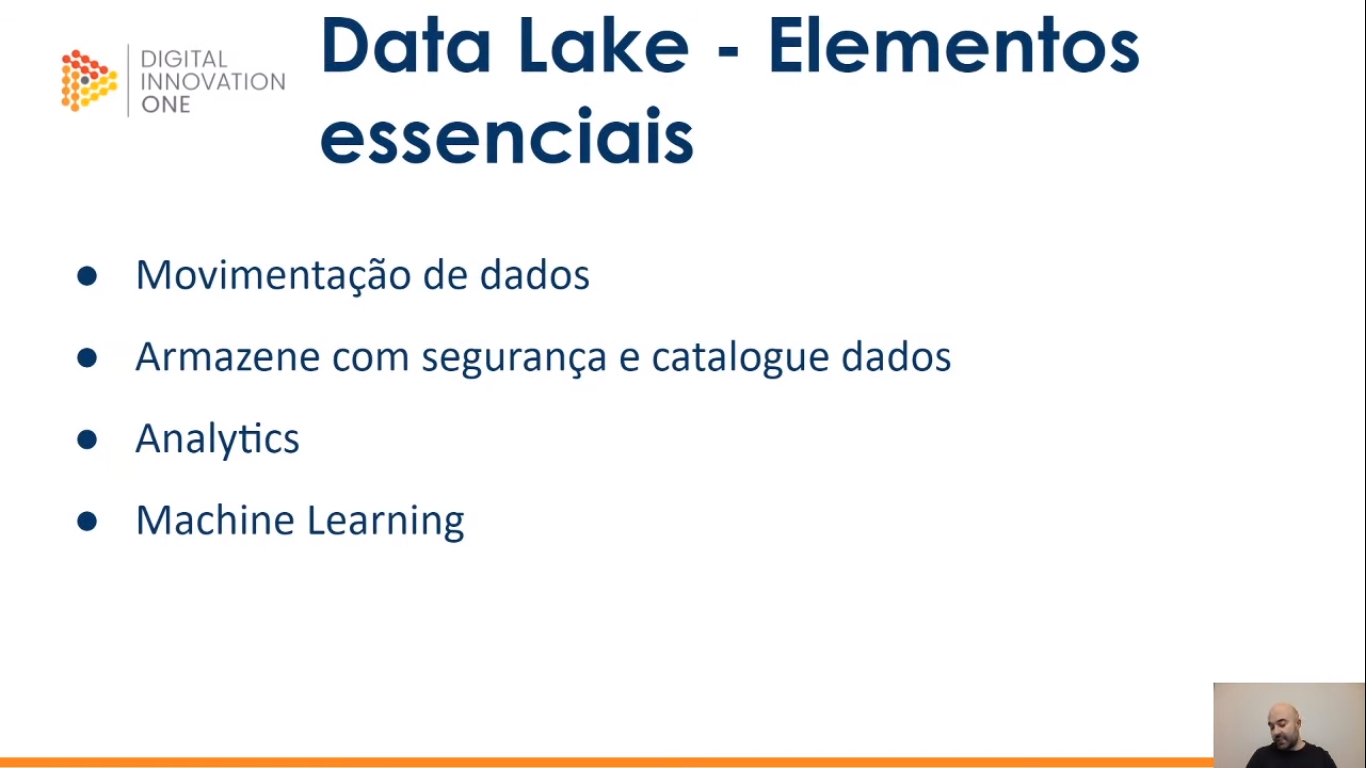 DIGITAL
INNOVATION
ONE
Data Lake - Elementos
essenciais
● Movimentação de dados
● Armazene com segurança e catalogue dados
● Analytics
● Machine Learning